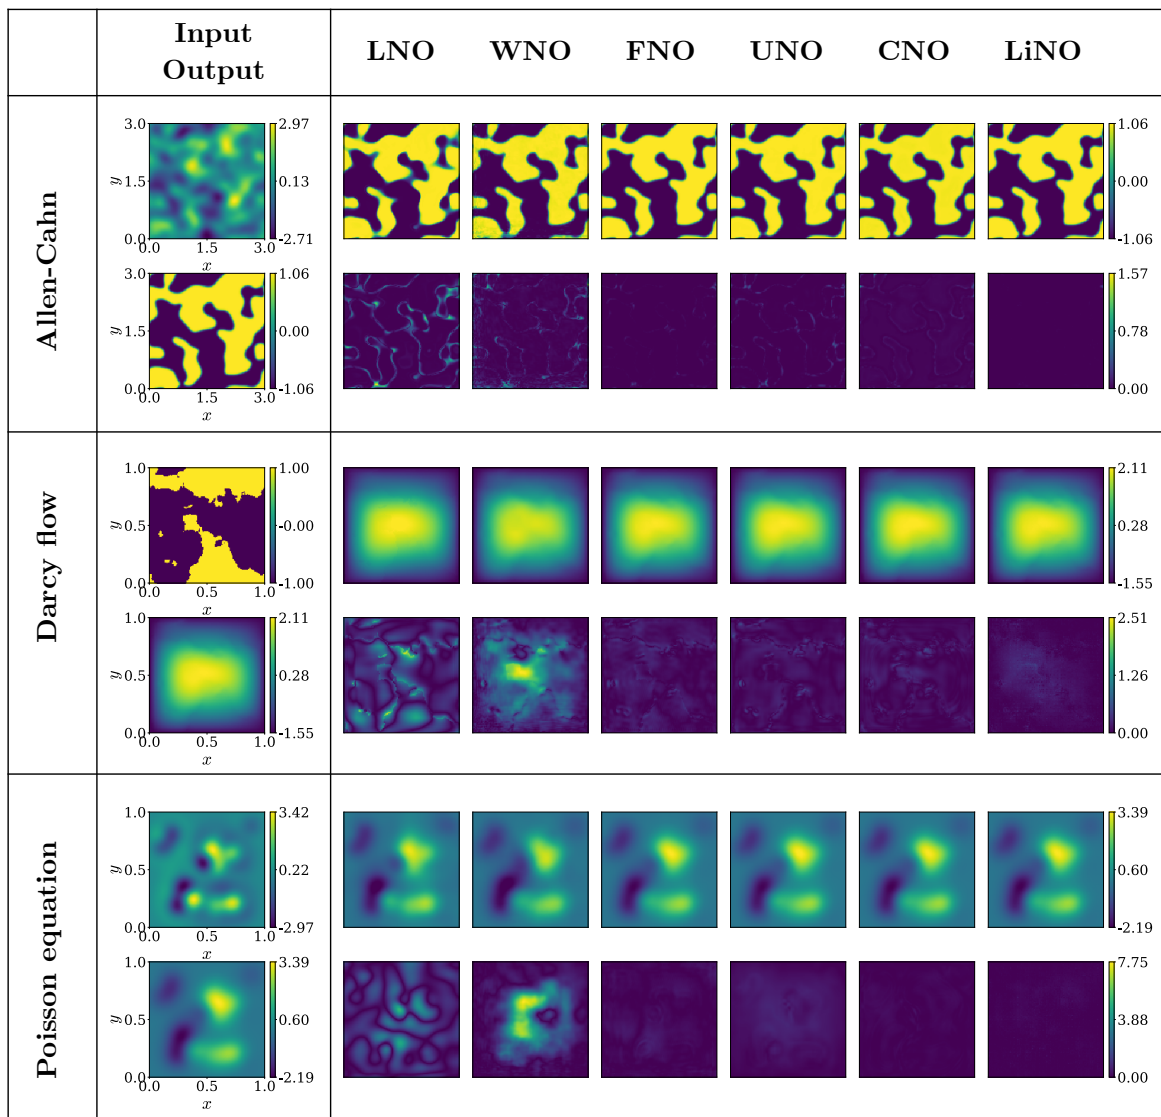 Input
Output
LNO WNO FNO UNO CNO LiNO
Allen-Cahn
3.0
1.5
0.0
y
0.0 1.5 3.0
x
2.97
0.13
-2.71
1.06
0.00
-1.06
3.0
1.5
0.0
y
0.0 1.5 3.0
x
1.06
0.00
-1.06
1.57
0.78
0.00
Darcy flow
1.0
0.5
0.0
y
0.0 0.5 1.0
x
1.00
-0.00
-1.00
2.11
0.28
-1.55
1.0
0.5
0.0
y
0.0 0.5 1.0
x
2.11
0.28
-1.55
2.51
1.26
0.00
Poisson equation
1.0
0.5
0.0
y
0.0 0.5 1.0
x
3.42
0.22
-2.97
3.39
0.60
-2.19
1.0
0.5
0.0
y
0.0 0.5 1.0
x
3.39
0.60
-2.19
7.75
3.88
0.00